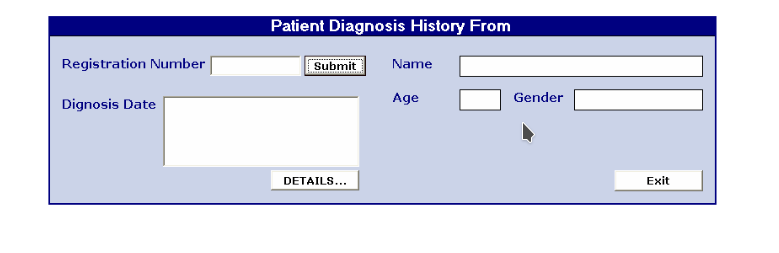 Patient Diagnosis History From
Registration Number Submit Name
Dignosis Date Age Gender
DETAILS... Exit